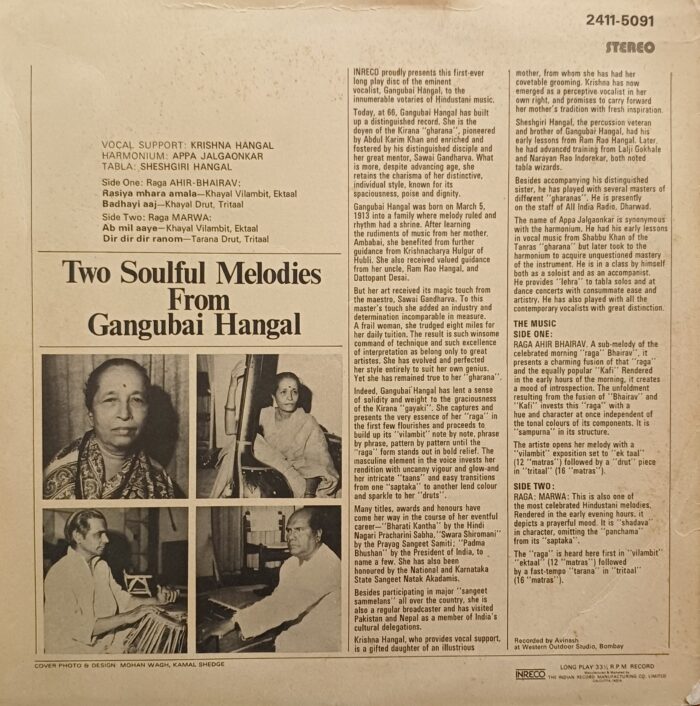 2411-5091
STEREO
VOCAL SUPPORT: KRISHNA HANGAL
HARMONIUM: APPA JALGAONKAR
TABLA: SHESHGIRI HANGAL
Side One: Raga AHIR-BHAIRAV:
Rasiya mhara amala—Khayal Vilambit, Ektaal
Badhayi aaj—Khayal Drut, Tritaal
Side Two: Raga MARWA:
Ab mil aaye—Khayal Vilambit, Ektaal
Dir dir dir ranom—Tarana Drut, Tritaal
Two Soulful Melodies
From
Gangubai Hangal
INRECO proudly presents this first-ever
long play disc of the eminent
vocalist, Gangubai Hangal, to the
innumerable votaries of Hindustani music.
Today, at 66, Gangubai Hangal has built
up a distinguished record. She is the
doyen of the Kirana "gharana", pioneered
by Abdul Karim Khan and enriched and
fostered by his distinguished disciple and
her great mentor, Sawai Gandharva. What
is more, despite advancing age, she
retains the charisma of her distinctive,
individual style, known for its
spaciousness, poise and dignity.
Gangubai Hangal was born on March 5,
1913 into a family where melody ruled and
rhythm had a shrine. After learning
the rudiments of music from her mother,
Ambabai, she benefited from further
guidance from Krishnacharya Hulgur of
Hubli. She also received valued guidance
from her uncle, Ram Rao Hangal, and
Dattopant Desai.
But her art received its magic touch from
the maestro, Sawai Gandharva. To this
master's touch she added an industry and
determination incomparable in measure.
A frail woman, she trudged eight miles for
her daily tuition. The result is such winsome
command of technique and such excellence
of interpretation as belong only to great
artistes. She has evolved and perfected
her style entirely to suit her own genius.
Yet she has remained true to her "gharana".
Indeed, Gangubai Hangal has lent a sense
of solidity and weight to the graciousness
of the Kirana "gayaki". She captures and
presents the very essence of her "raga" in
the first few flourishes and proceeds to
build up its "vilambit" note by note, phrase
by phrase, pattern by pattern until the
"raga" form stands out in bold relief. The
masculine element in the voice invests her
rendition with uncanny vigour and glow-and
her intricate "taans" and easy transitions
from one "saptaka" to another lend colour
and sparkle to her "druts".
Many titles, awards and honours have
come her way in the course of her eventful
career—"Bharati Kantha" by the Hindi
Nagari Pracharini Sabha, "Swara Shiromani"
by the Prayag Sangeet Samiti; "Padma
Bhushan" by the President of India, to
name a few. She has also been
honoured by the National and Karnataka
State Sangeet Natak Akadamis.
Besides participating in major "sangeet
sammelans" all over the country, she is
also a regular broadcaster and has visited
Pakistan and Nepal as a member of India's
cultural delegations.
Krishna Hangal, who provides vocal support,
is a gifted daughter of an illustrious
mother, from whom she has had her
covetable grooming. Krishna has now
emerged as a perceptive vocalist in her
own right, and promises to carry forward
her mother's tradition with fresh inspiration.
Sheshgiri Hangal, the percussion veteran
and brother of Gangubai Hangal, had his
early lessons from Ram Rao Hangal. Later,
he had advanced training from Lalji Gokhale
and Narayan Rao Indorekar, both noted
tabla wizards.
Besides accompanying his distinguished
sister, he has played with several masters of
different "gharanas". He is presently
on the staff of All India Radio, Dharwad.
The name of Appa Jalgaonkar is synonymous
with the harmonium. He had his early lessons
in vocal music from Shabbu Khan of the
Tanras "gharana" but later took to the
harmonium to acquire unquestioned mastery
of the instrument. He is in a class by himself
both as a soloist and as an accompanist.
He provides "lehra" to tabla solos and at
dance concerts with consummate ease and
artistry. He has also played with all the
contemporary vocalists with great distinction.
THE MUSIC
SIDE ONE:
RAGA AHIR BHAIRAV. A sub-melody of the
celebrated morning "raga" Bhairav", it
presents a charming fusion of that "raga"
and the equally popular "Kafi" Rendered
in the early hours of the morning, it creates
a mood of introspection. The unfoldment
resulting from the fusion of "Bhairav" and
"Kafi" invests this "raga" with a
hue and character at once independent of
the tonal colours of its components. It is
"sampurna" in its structure.
The artiste opens her melody with a
"vilambit" exposition set to "ek taal"
(12 "matras") followed by a "drut" piece
in "tritaal" (16 "matras").
SIDE TWO:
RAGA: MARWA: This is also one of
the most celebrated Hindustani melodies,
Rendered in the early evening hours. it
depicts a prayerful mood. It is "shadava"
in character, omitting the "panchama"
from its "saptaka".
The "raga" is heard here first in "vilambit"
"ektaal" (12 "matras") followed
by a fast-tempo "tarana" in "tritaal"
(16 "matras").
Recorded by Avinash
at Western Outdoor Studio, Bombay
COVER PHOTO & DESIGN MOHAN WAGH, KAMAL SHEDGE
INRECO
LONG PLAY 33⅓ R.P.M RECORD
Manufactured & Marketed by
THE INDIAN RECORD MANUFACTURING CO. LIMITED
CALCUTTA, INDIA